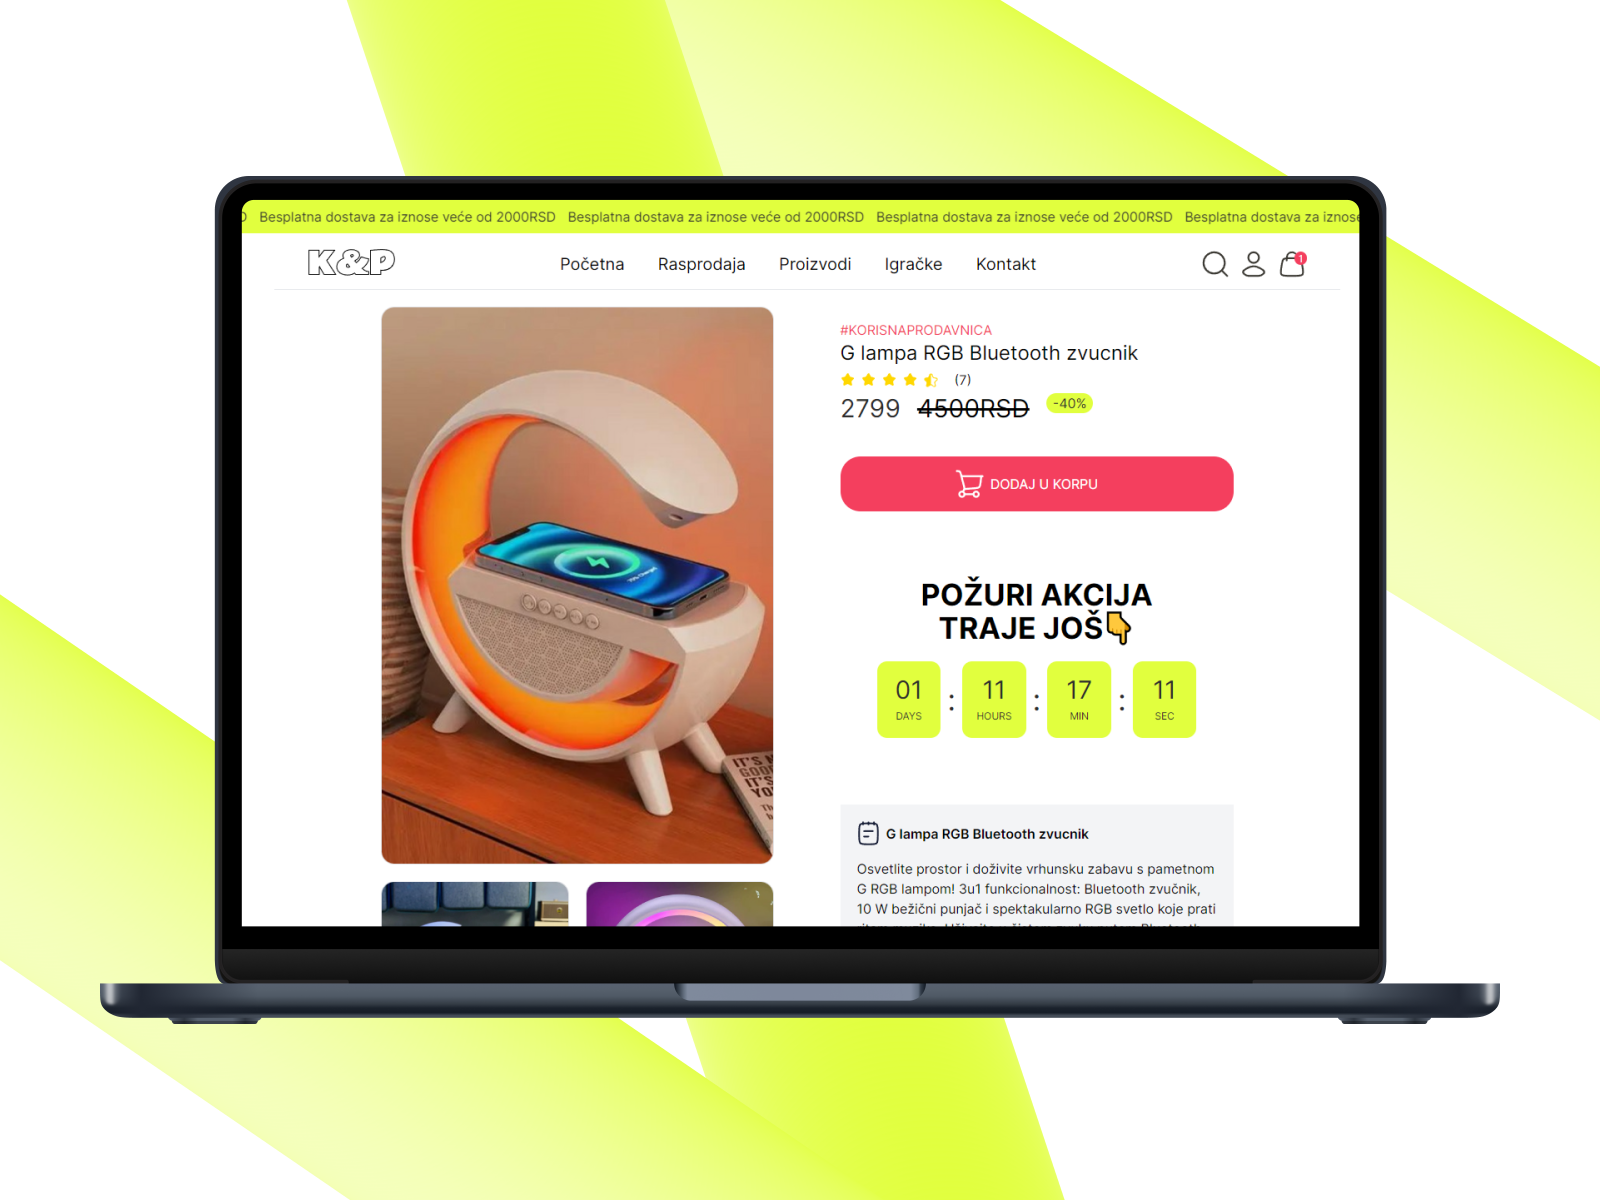 Besplatna dostava za iznose veće od 2000RSD Besplatna dostava za iznose veće od 2000RSD Besplatna dostava za iznose veće od 2000RSD Besplatna dostava za iznose
K&P
Početna Rasprodaja Proizvodi Igračke Kontakt
1
#KORISNAPRODAVNICA
G lampa RGB Bluetooth zvucnik
(7)
2799 4500RSD -40%
DODAJ U KORPU
POŽURI AKCIJA
TRAJE JOŠ👇
01 : 11 : 17 : 11
DAYS HOURS MIN SEC
G lampa RGB Bluetooth zvucnik
Osvetlite prostor i doživite vrhunsku zabavu s pametnom
G RGB lampom! 3u1 funkcionalnost: Bluetooth zvučnik,
10 W bežični punjač i spektakularno RGB svetlo koje prati